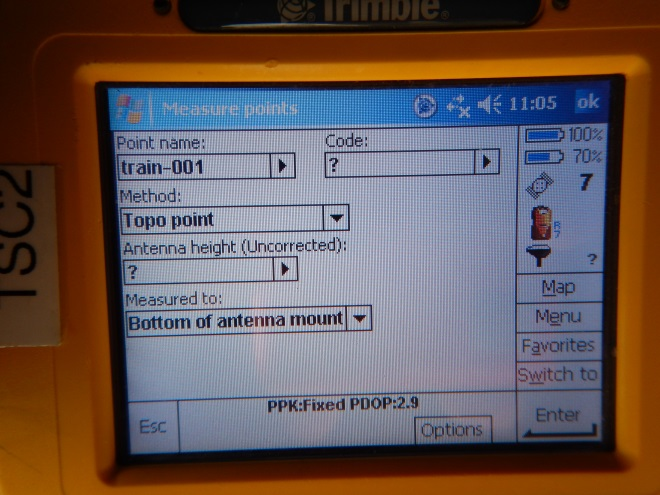 Trimble
Measure points 11:05 ok
Point name: Code:
train-001 ?
100%
70%
Method:
Topo point
7
Antenna height (Uncorrected):
?
R7
?
Measured to:
Bottom of antenna mount
Map
Menu
Favorites
Switch to
PPK:Fixed PDOP:2.9
Esc Options Enter
TSC2